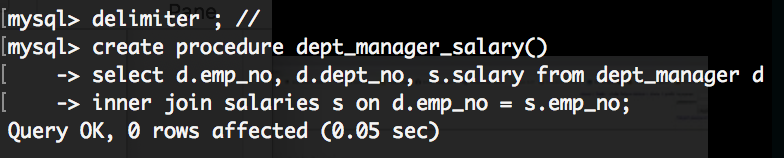 [mysql> delimiter ; //
[mysql> create procedure dept_manager_salary()
[    -> select d.emp_no, d.dept_no, s.salary from dept_manager d
[    -> inner join salaries s on d.emp_no = s.emp_no;
Query OK, 0 rows affected (0.05 sec)